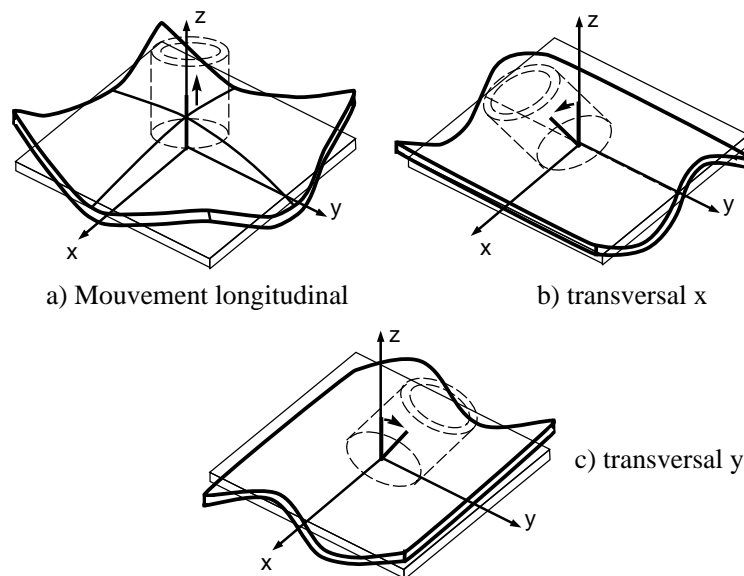 z
z
x
y
x
y
a) Mouvement longitudinal
b) transversal x
z
c) transversal y
x
y